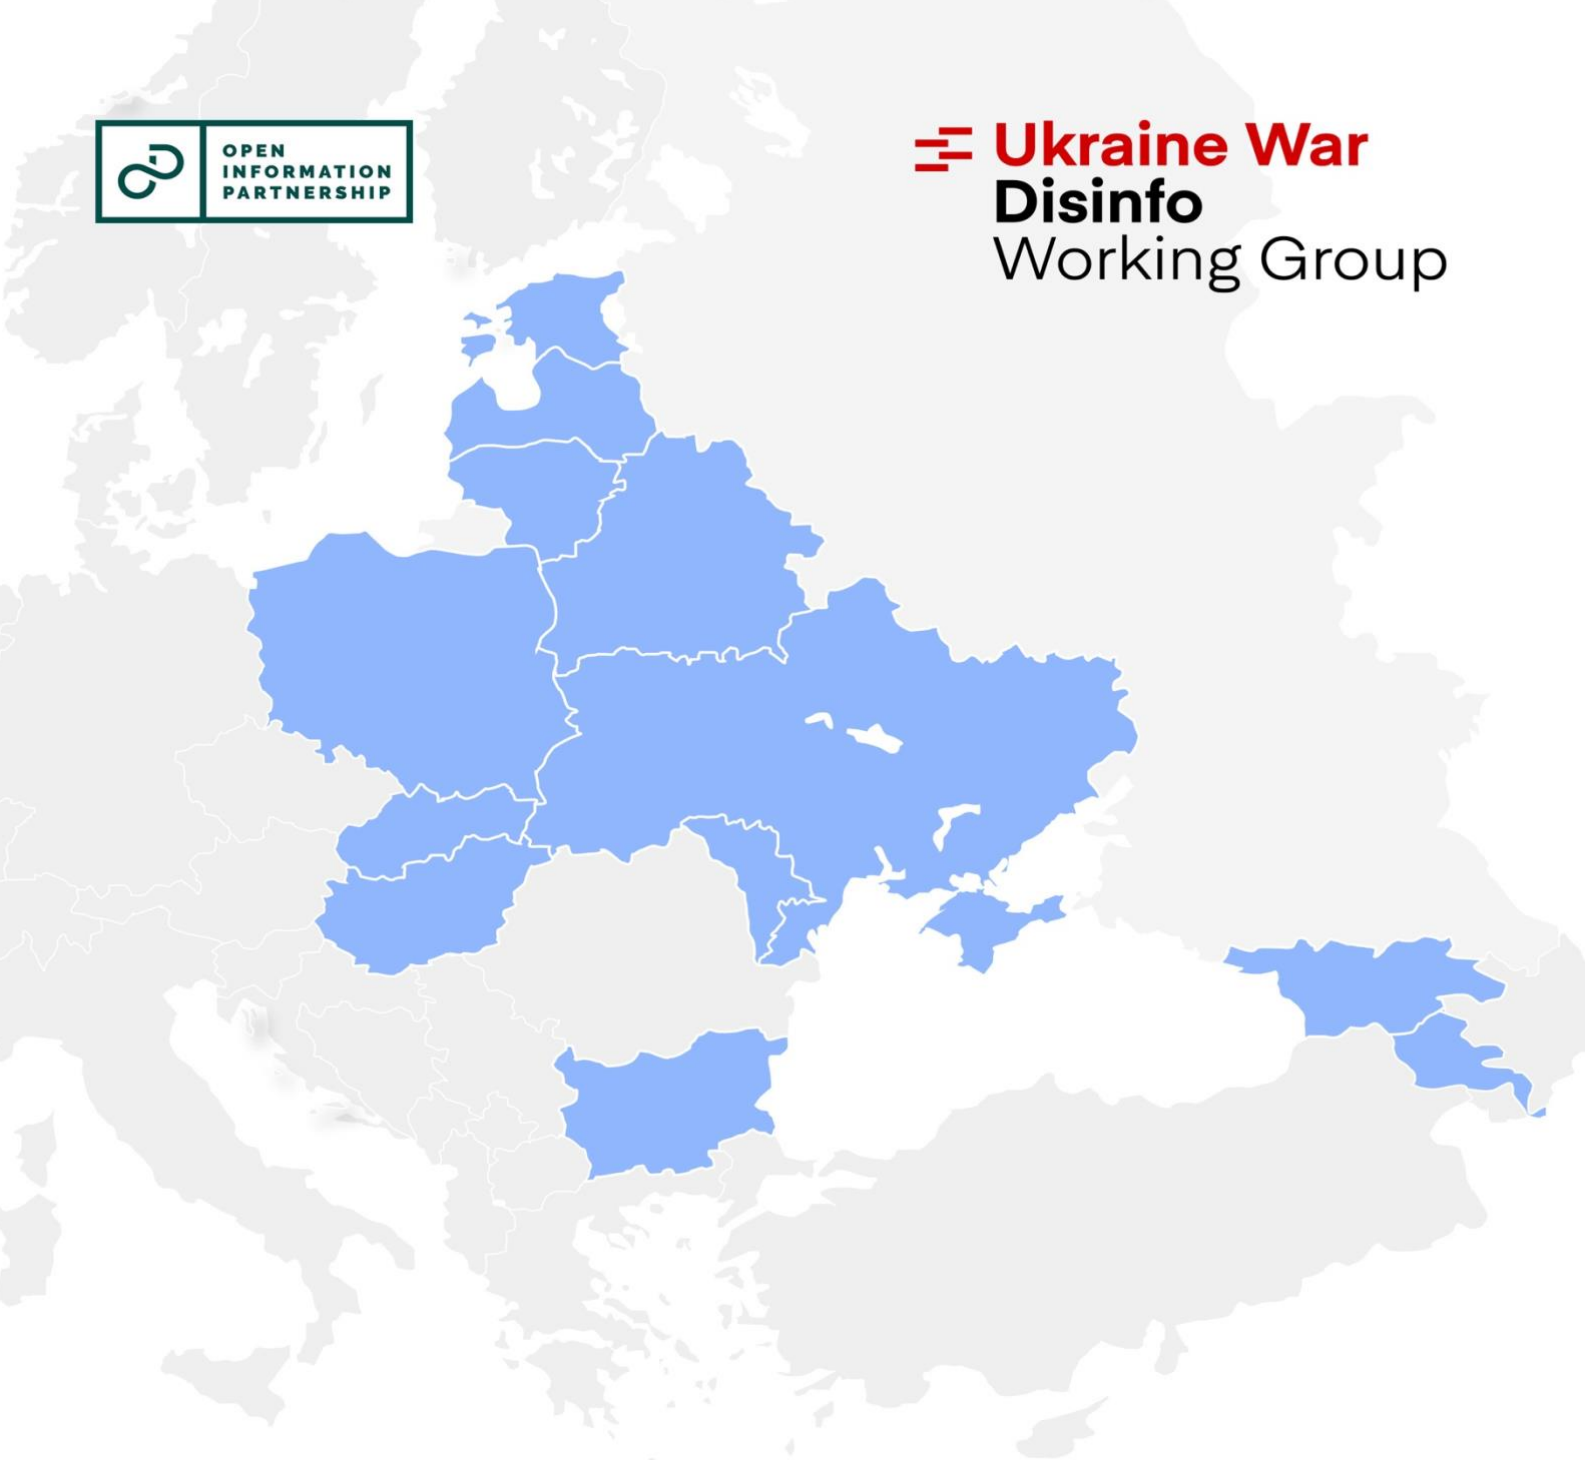 OPEN
INFORMATION
PARTNERSHIP
Ukraine War
Disinfo
Working Group